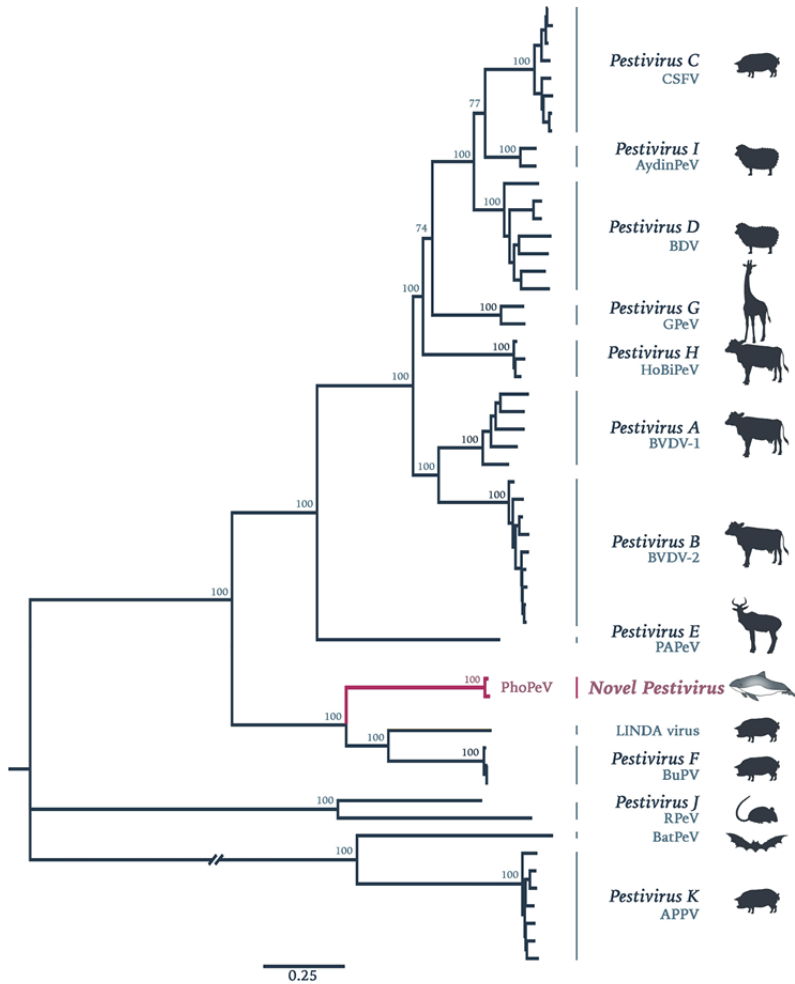 100
Pestivirus C
CSFV
77
100
Pestivirus I
AydinPeV
100
100
Pestivirus D
BDV
74
100
Pestivirus G
GPeV
100
100
Pestivirus H
HoBiPeV
100
Pestivirus A
BVDV-1
100
100
100
Pestivirus B
BVDV-2
100
100
Pestivirus E
PAPeV
100
PhoPeV
Novel Pestivirus
100
LINDA virus
100
100
Pestivirus F
BuPV
100
Pestivirus J
RPeV
BatPeV
100
100
Pestivirus K
APPV
0.25